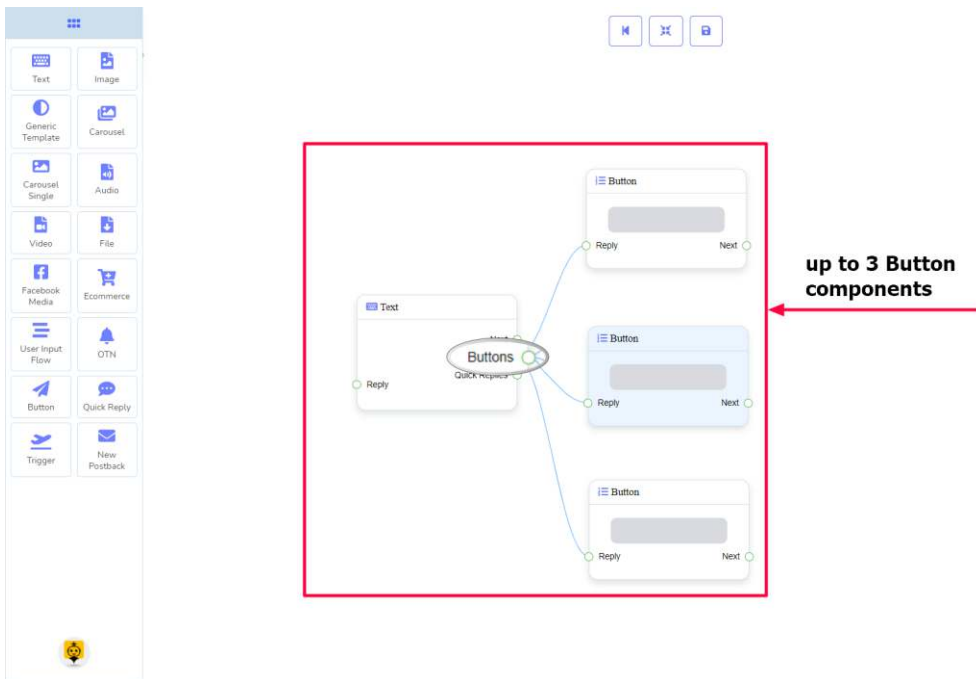 Text
Image
Generic
Template
Carousel
Carousel
Single
Audio
Video
File
Facebook
Media
Ecommerce
User Input
Flow
OTN
Button
Quick Reply
Trigger
New
Postback
Text
Next
Buttons
Quick Replies
Reply
Button
Reply Next
Button
Reply Next
Button
Reply Next
up to 3 Button
components